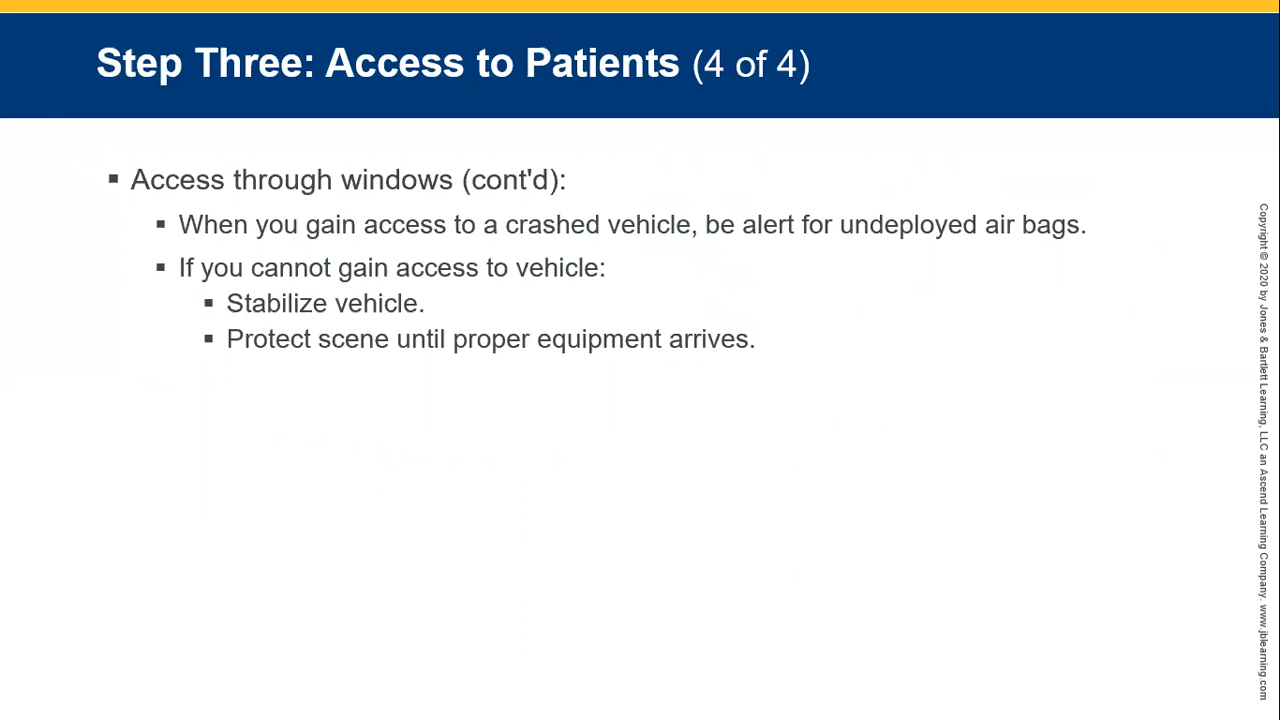 Step Three: Access to Patients (4 of 4)
▪ Access through windows (cont'd):
▪ When you gain access to a crashed vehicle, be alert for undeployed air bags.
▪ If you cannot gain access to vehicle:
▪ Stabilize vehicle.
▪ Protect scene until proper equipment arrives.
Copyright © 2020 by Jones & Bartlett Learning, LLC an Ascend Learning Company. www.jblearning.com